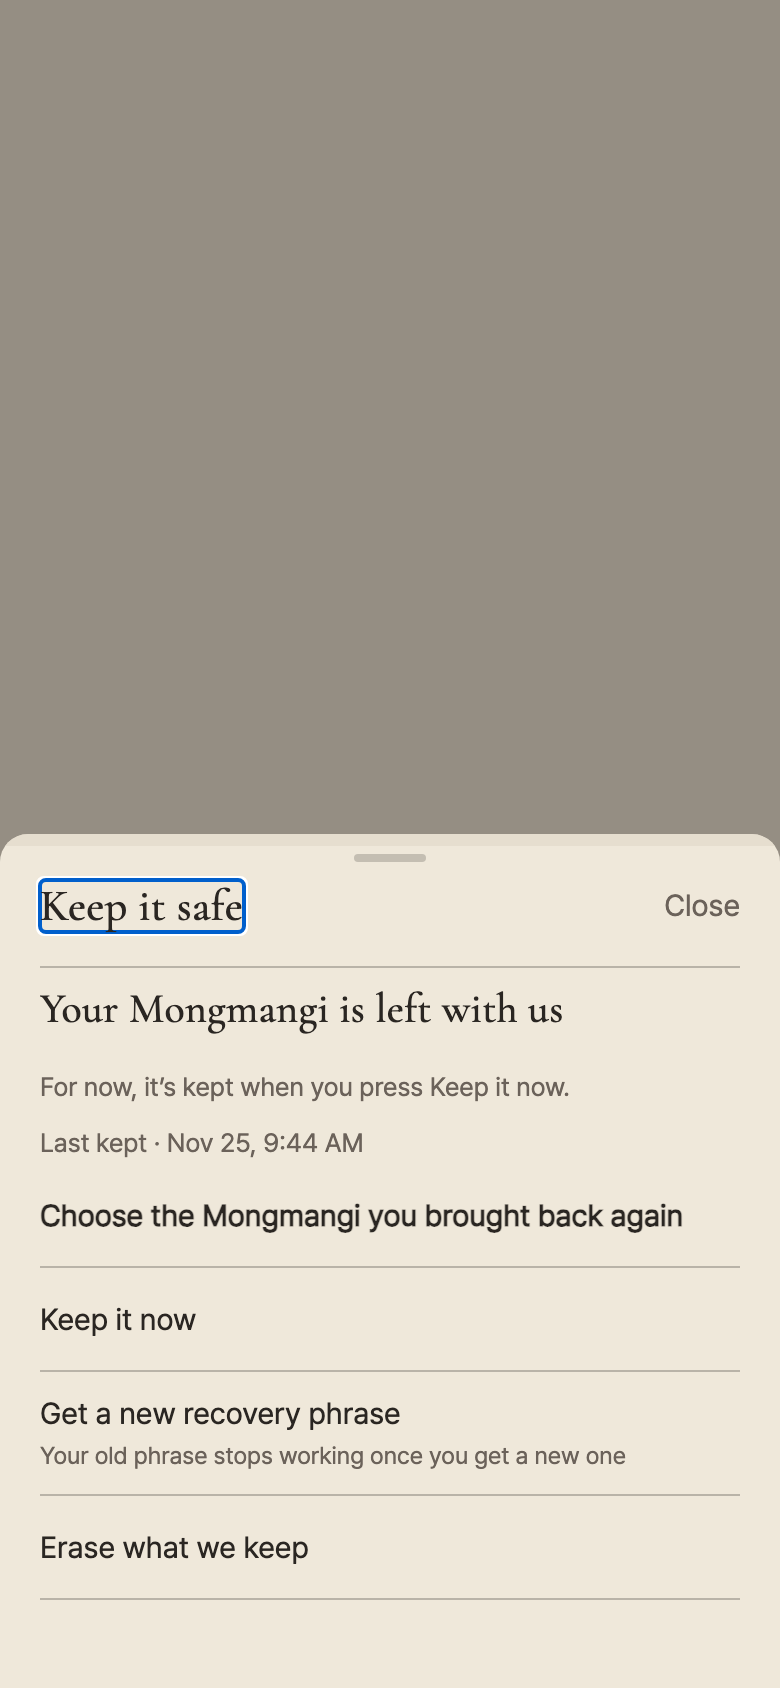 Keep it safe
Close
Your Mongmangi is left with us
For now, it’s kept when you press Keep it now.
Last kept · Nov 25, 9:44 AM
Choose the Mongmangi you brought back again
Keep it now
Get a new recovery phrase
Your old phrase stops working once you get a new one
Erase what we keep